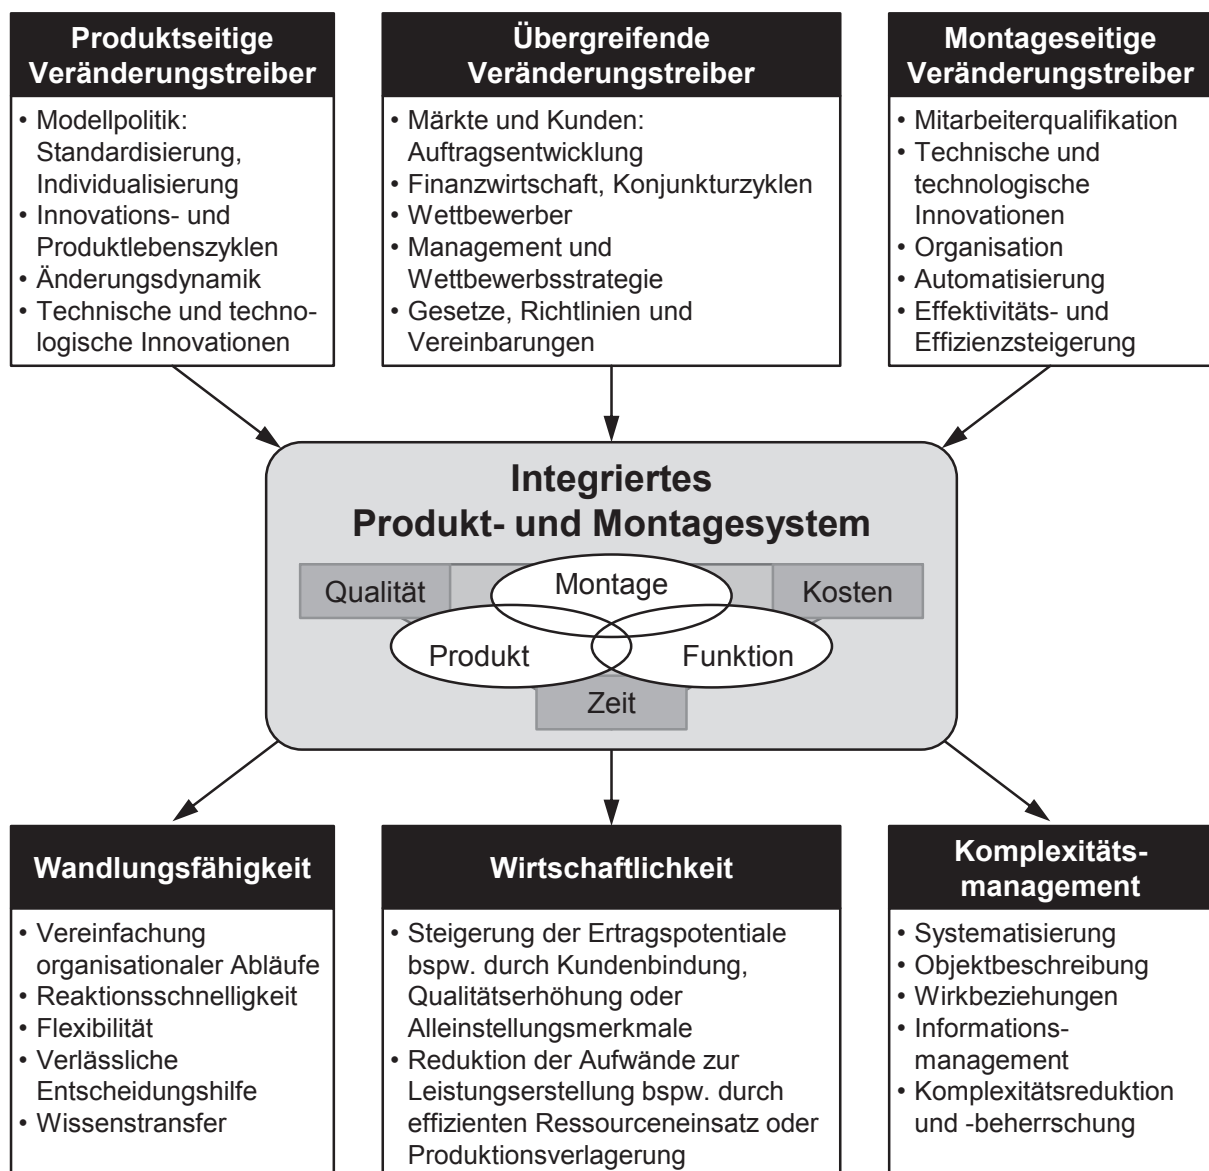 Produktseitige
Veränderungstreiber
• Modellpolitik:
Standardisierung,
Individualisierung
• Innovations- und
Produktlebenszyklen
• Änderungsdynamik
• Technische und techno-
logische Innovationen
Übergreifende
Veränderungstreiber
• Märkte und Kunden:
Auftragsentwicklung
• Finanzwirtschaft, Konjunkturzyklen
• Wettbewerber
• Management und
Wettbewerbsstrategie
• Gesetze, Richtlinien und
Vereinbarungen
Montageseitige
Veränderungstreiber
• Mitarbeiterqualifikation
• Technische und
technologische
Innovationen
• Organisation
• Automatisierung
• Effektivitäts- und
Effizienzsteigerung
Integriertes
Produkt- und Montagesystem
Qualität
Montage
Kosten
Produkt
Funktion
Zeit
Wandlungsfähigkeit
• Vereinfachung
organisationaler Abläufe
• Reaktionsschnelligkeit
• Flexibilität
• Verlässliche
Entscheidungshilfe
• Wissenstransfer
Wirtschaftlichkeit
• Steigerung der Ertragspotentiale
bspw. durch Kundenbindung,
Qualitätserhöhung oder
Alleinstellungsmerkmale
• Reduktion der Aufwände zur
Leistungserstellung bspw. durch
effizienten Ressourceneinsatz oder
Produktionsverlagerung
Komplexitäts-
management
• Systematisierung
• Objektbeschreibung
• Wirkbeziehungen
• Informations-
management
• Komplexitätsreduktion
und -beherrschung